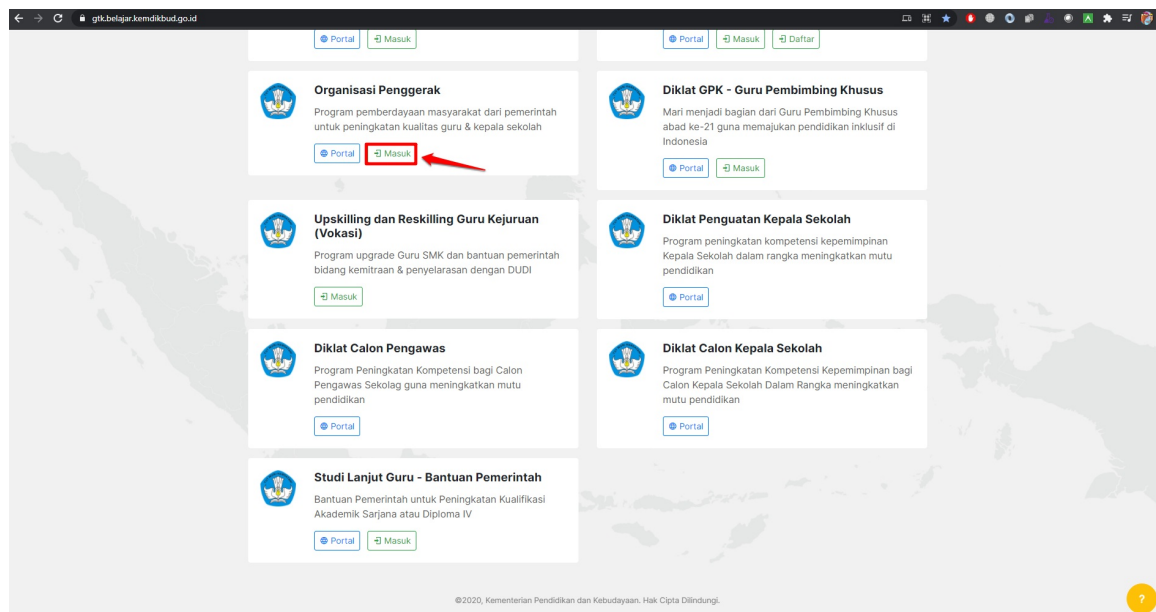 gtk.belajar.kemdikbud.go.id
Portal Masuk
Portal Masuk Daftar
Organisasi Penggerak
Program pemberdayaan masyarakat dari pemerintah
untuk peningkatan kualitas guru & kepala sekolah
Portal Masuk
Diklat GPK - Guru Pembimbing Khusus
Mari menjadi bagian dari Guru Pembimbing Khusus
abad ke-21 guna memajukan pendidikan inklusif di
Indonesia
Portal Masuk
Upskilling dan Reskilling Guru Kejuruan
(Vokasi)
Program upgrade Guru SMK dan bantuan pemerintah
bidang kemitraan & penyelarasan dengan DUDI
Masuk
Diklat Penguatan Kepala Sekolah
Program peningkatan kompetensi kepemimpinan
Kepala Sekolah dalam rangka meningkatkan mutu
pendidikan
Portal
Diklat Calon Pengawas
Program Peningkatan Kompetensi bagi Calon
Pengawas Sekolag guna meningkatkan mutu
pendidikan
Portal
Diklat Calon Kepala Sekolah
Program Peningkatan Kompetensi Kepemimpinan bagi
Calon Kepala Sekolah Dalam Rangka meningkatkan
mutu pendidikan
Portal
Studi Lanjut Guru - Bantuan Pemerintah
Bantuan Pemerintah untuk Peningkatan Kualifikasi
Akademik Sarjana atau Diploma IV
Portal Masuk
©2020, Kementerian Pendidikan dan Kebudayaan. Hak Cipta Dilindungi.
?